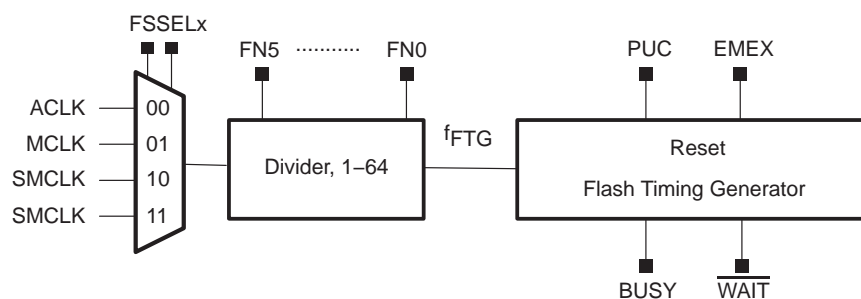 FSSELx
FN5 ........... FN0
PUC EMEX
ACLK 00
MCLK 01
SMCLK 10
SMCLK 11
Divider, 1–64
fFTG
Reset
Flash Timing Generator
BUSY WAIT